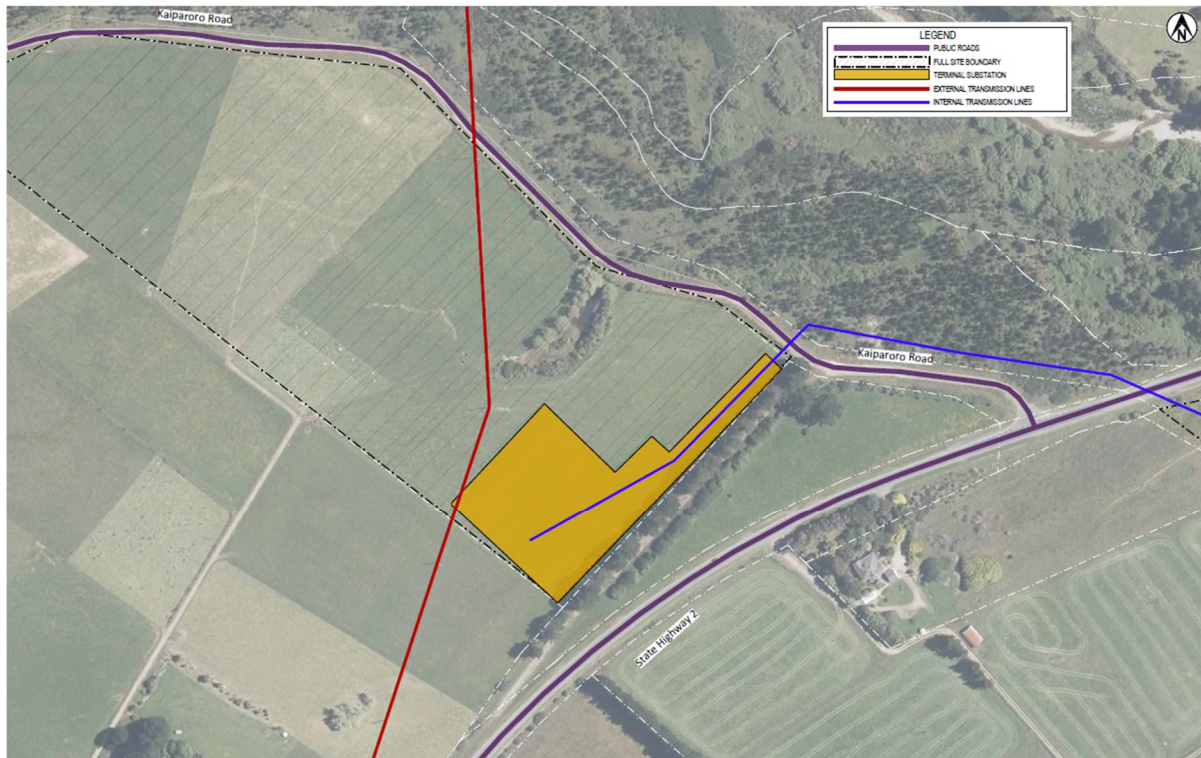 Kaiparoro Road
N
LEGEND
PUBLIC ROADS
FULL SITE BOUNDARY
TERMINAL SUBSTATION
EXTERNAL TRANSMISSION LINES
INTERNAL TRANSMISSION LINES
Kaiparoro Road
State Highway 2